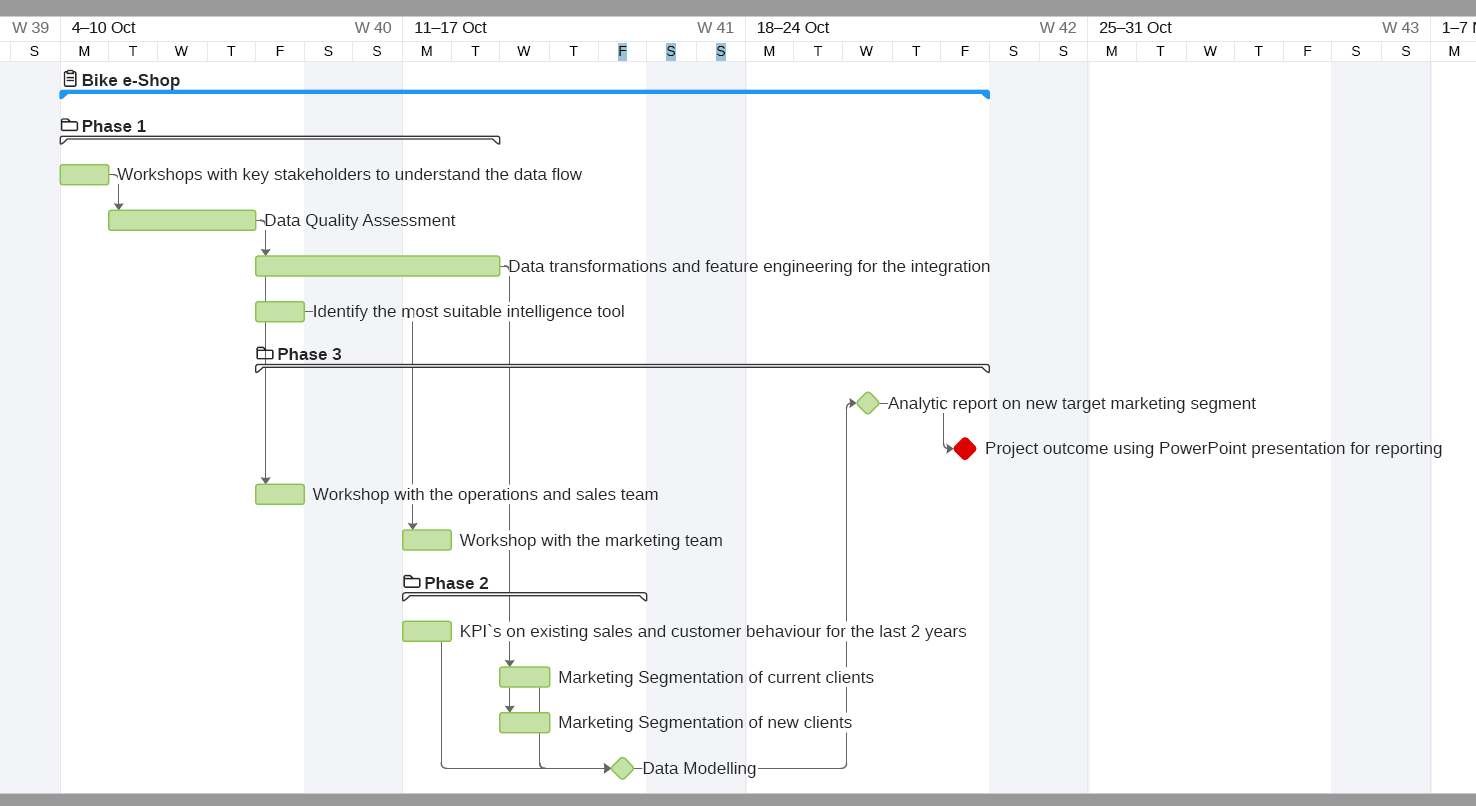 W 39 4–10 Oct W 40 11–17 Oct W 41 18–24 Oct W 42 25–31 Oct W 43 1–7 N
S M T W T F S S M T W T F S S M T W T F S S M T W T F S S M
Bike e-Shop
Phase 1
Workshops with key stakeholders to understand the data flow
Data Quality Assessment
Data transformations and feature engineering for the integration
Identify the most suitable intelligence tool
Phase 3
Analytic report on new target marketing segment
Project outcome using PowerPoint presentation for reporting
Workshop with the operations and sales team
Workshop with the marketing team
Phase 2
KPI`s on existing sales and customer behaviour for the last 2 years
Marketing Segmentation of current clients
Marketing Segmentation of new clients
Data Modelling